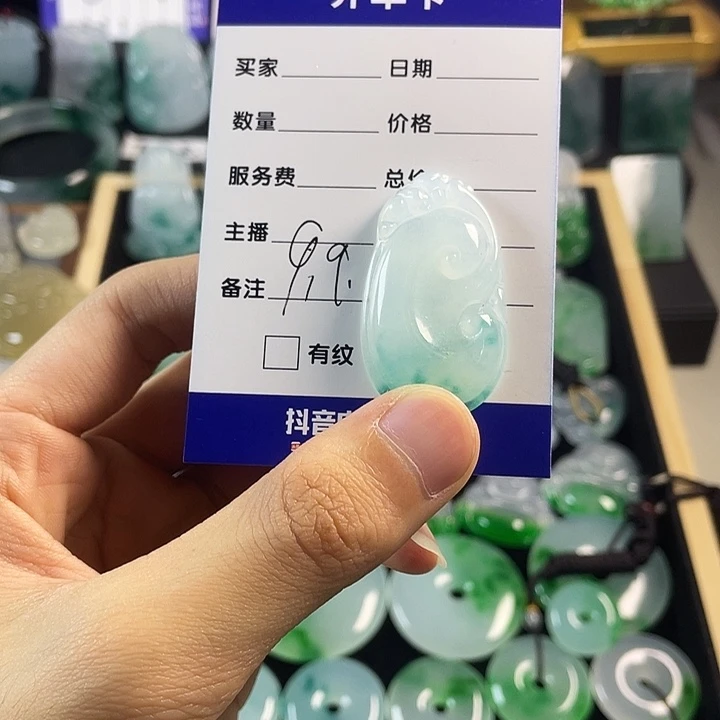 买家 日期
数量 价格
服务费 总价
主播
备注
有纹
抖音